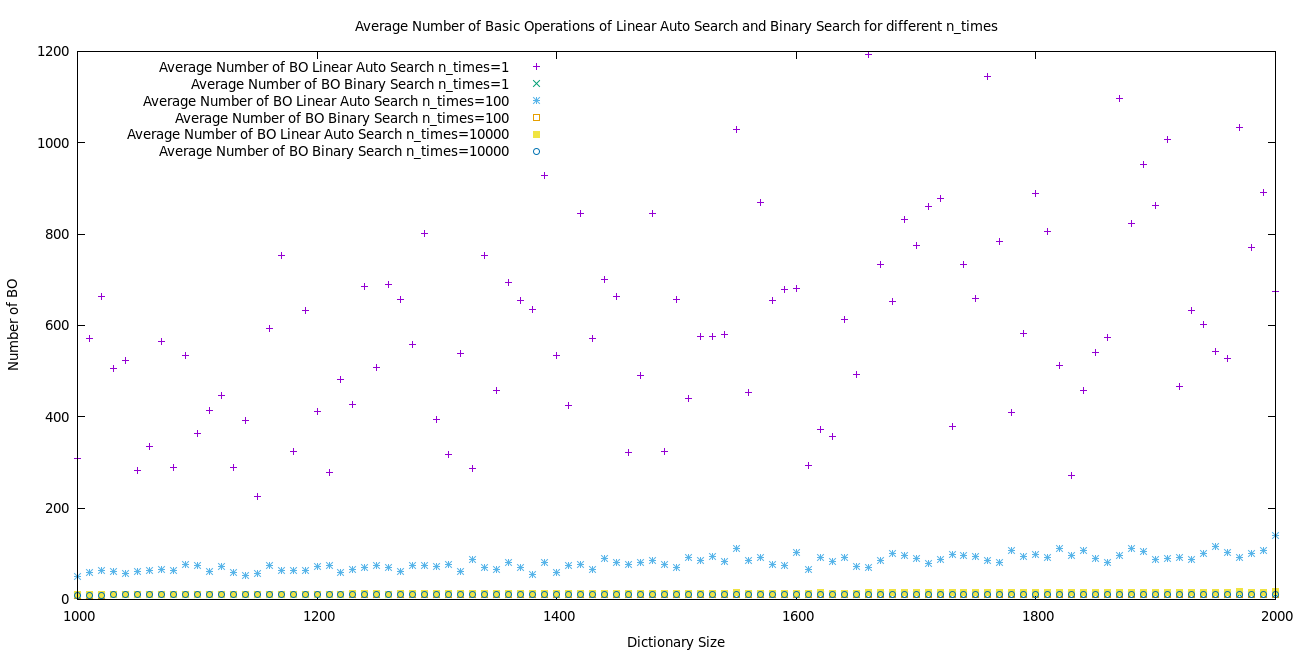 Average Number of Basic Operations of Linear Auto Search and Binary Search for different n_times
1200
1000
800
600
400
200
0
Number of BO
Average Number of BO Linear Auto Search n_times=1
Average Number of BO Binary Search n_times=1
Average Number of BO Linear Auto Search n_times=100
Average Number of BO Binary Search n_times=100
Average Number of BO Linear Auto Search n_times=10000
Average Number of BO Binary Search n_times=10000
1000 1200 1400 1600 1800 2000
Dictionary Size